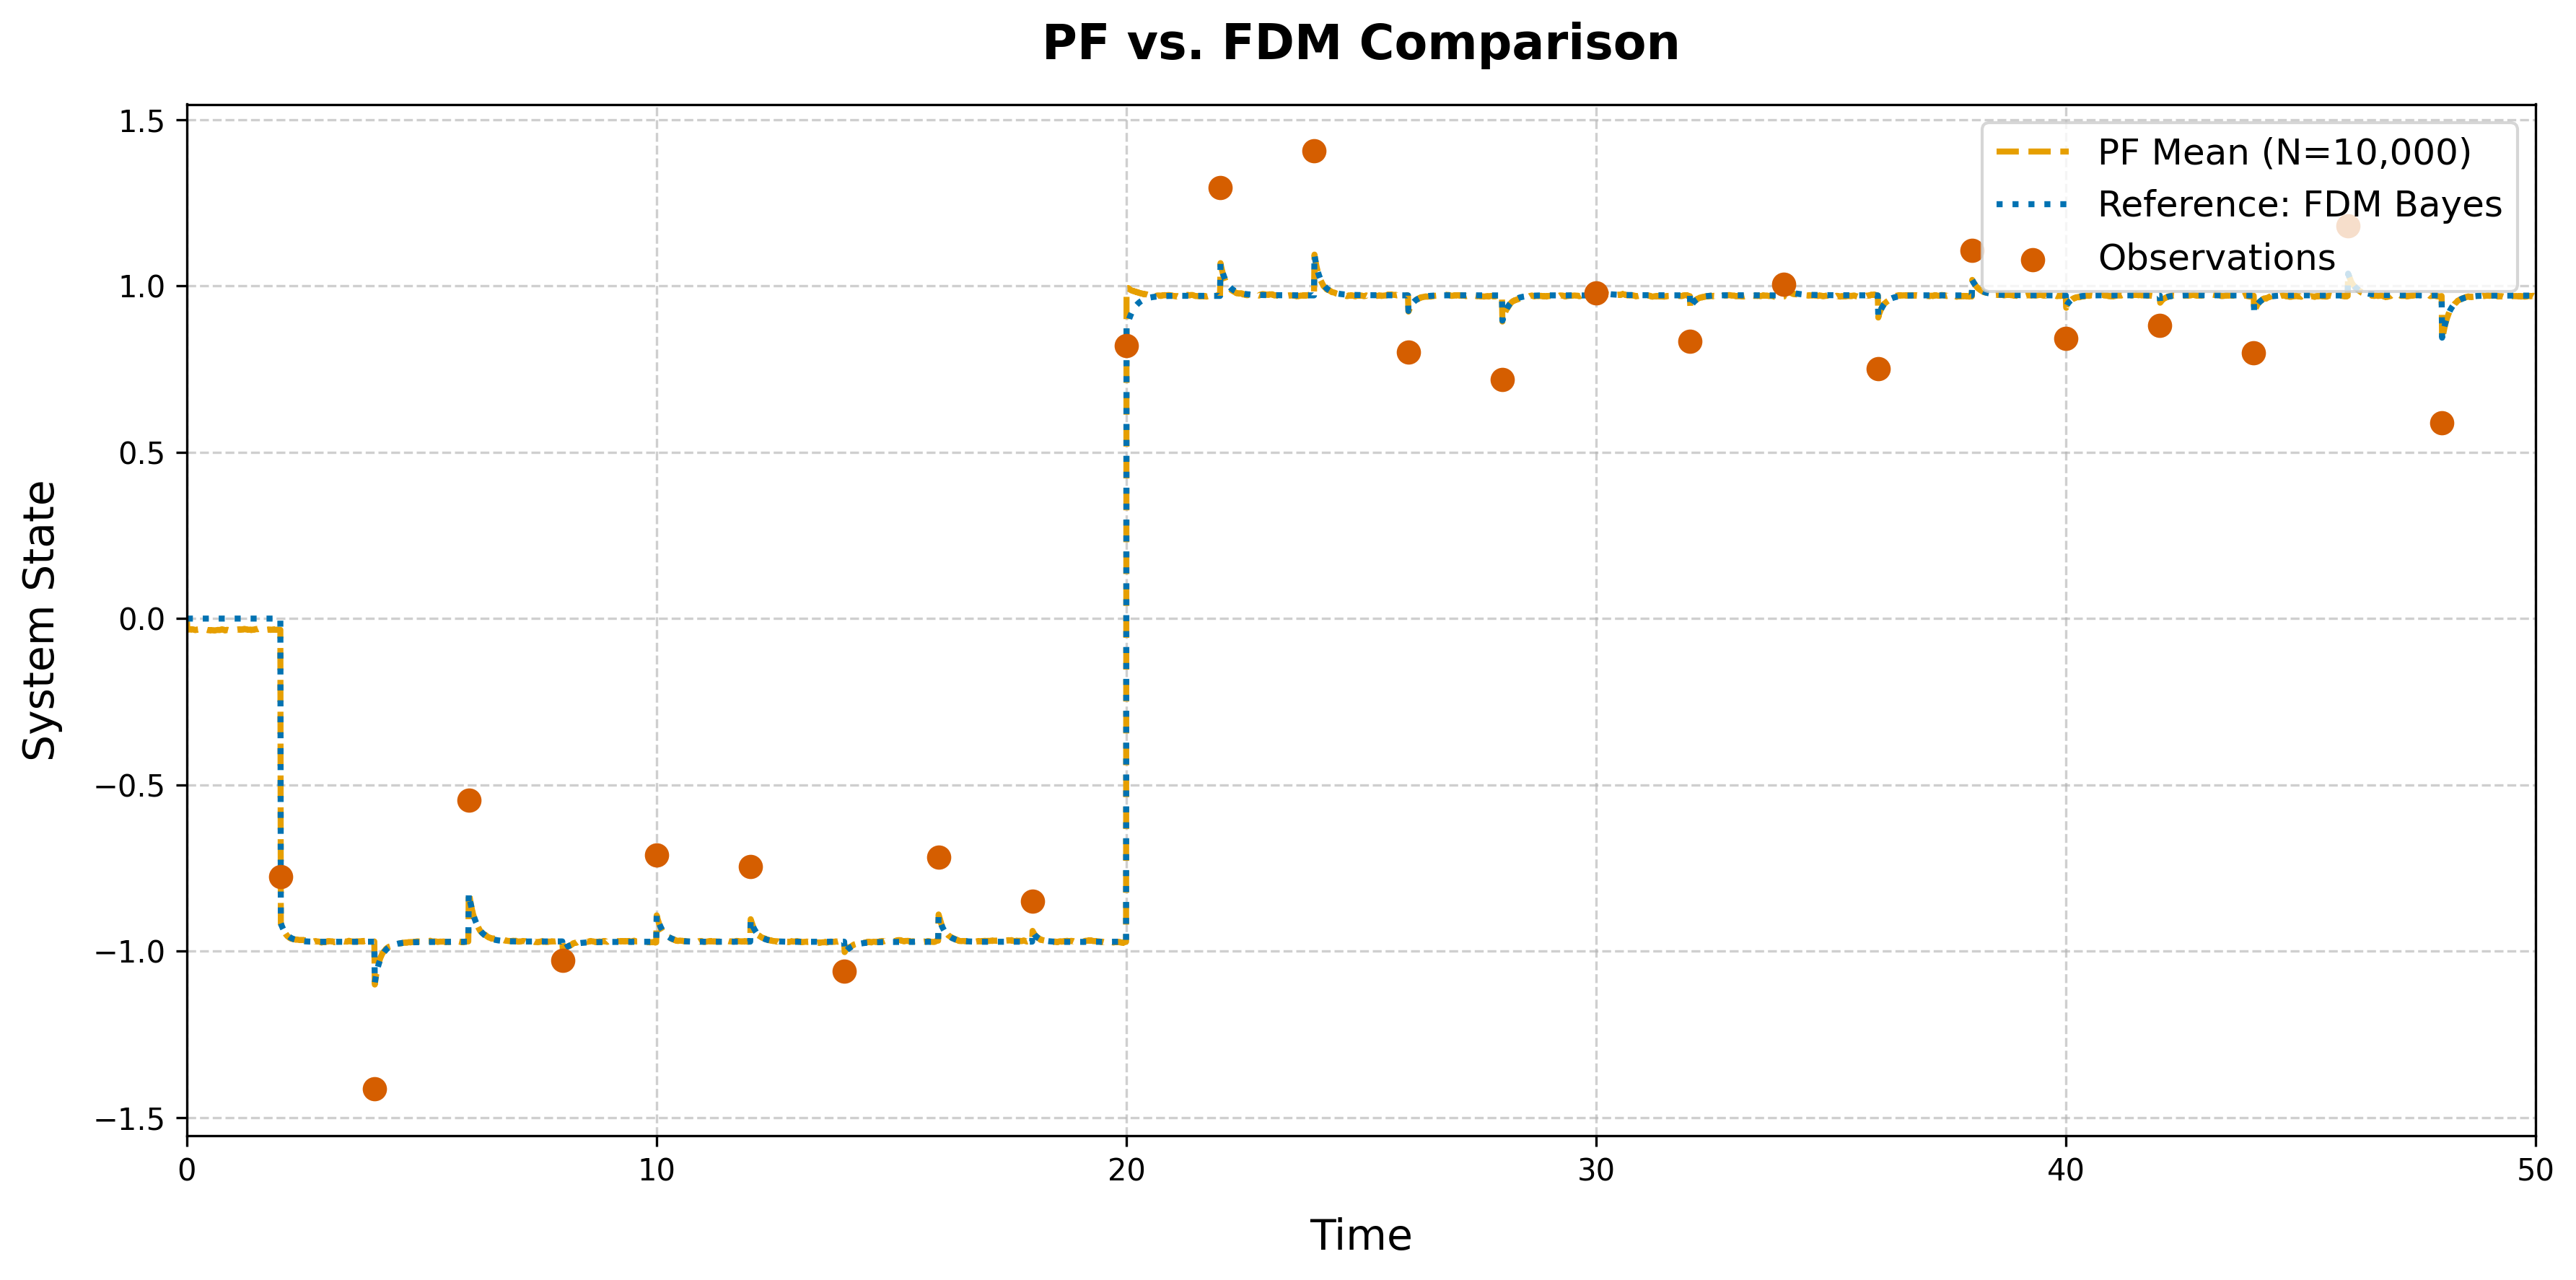 PF vs. FDM Comparison
1.5
1.0
0.5
0.0
−0.5
−1.0
−1.5
System State
PF Mean (N=10,000)
Reference: FDM Bayes
Observations
0 10 20 30 40 50
Time